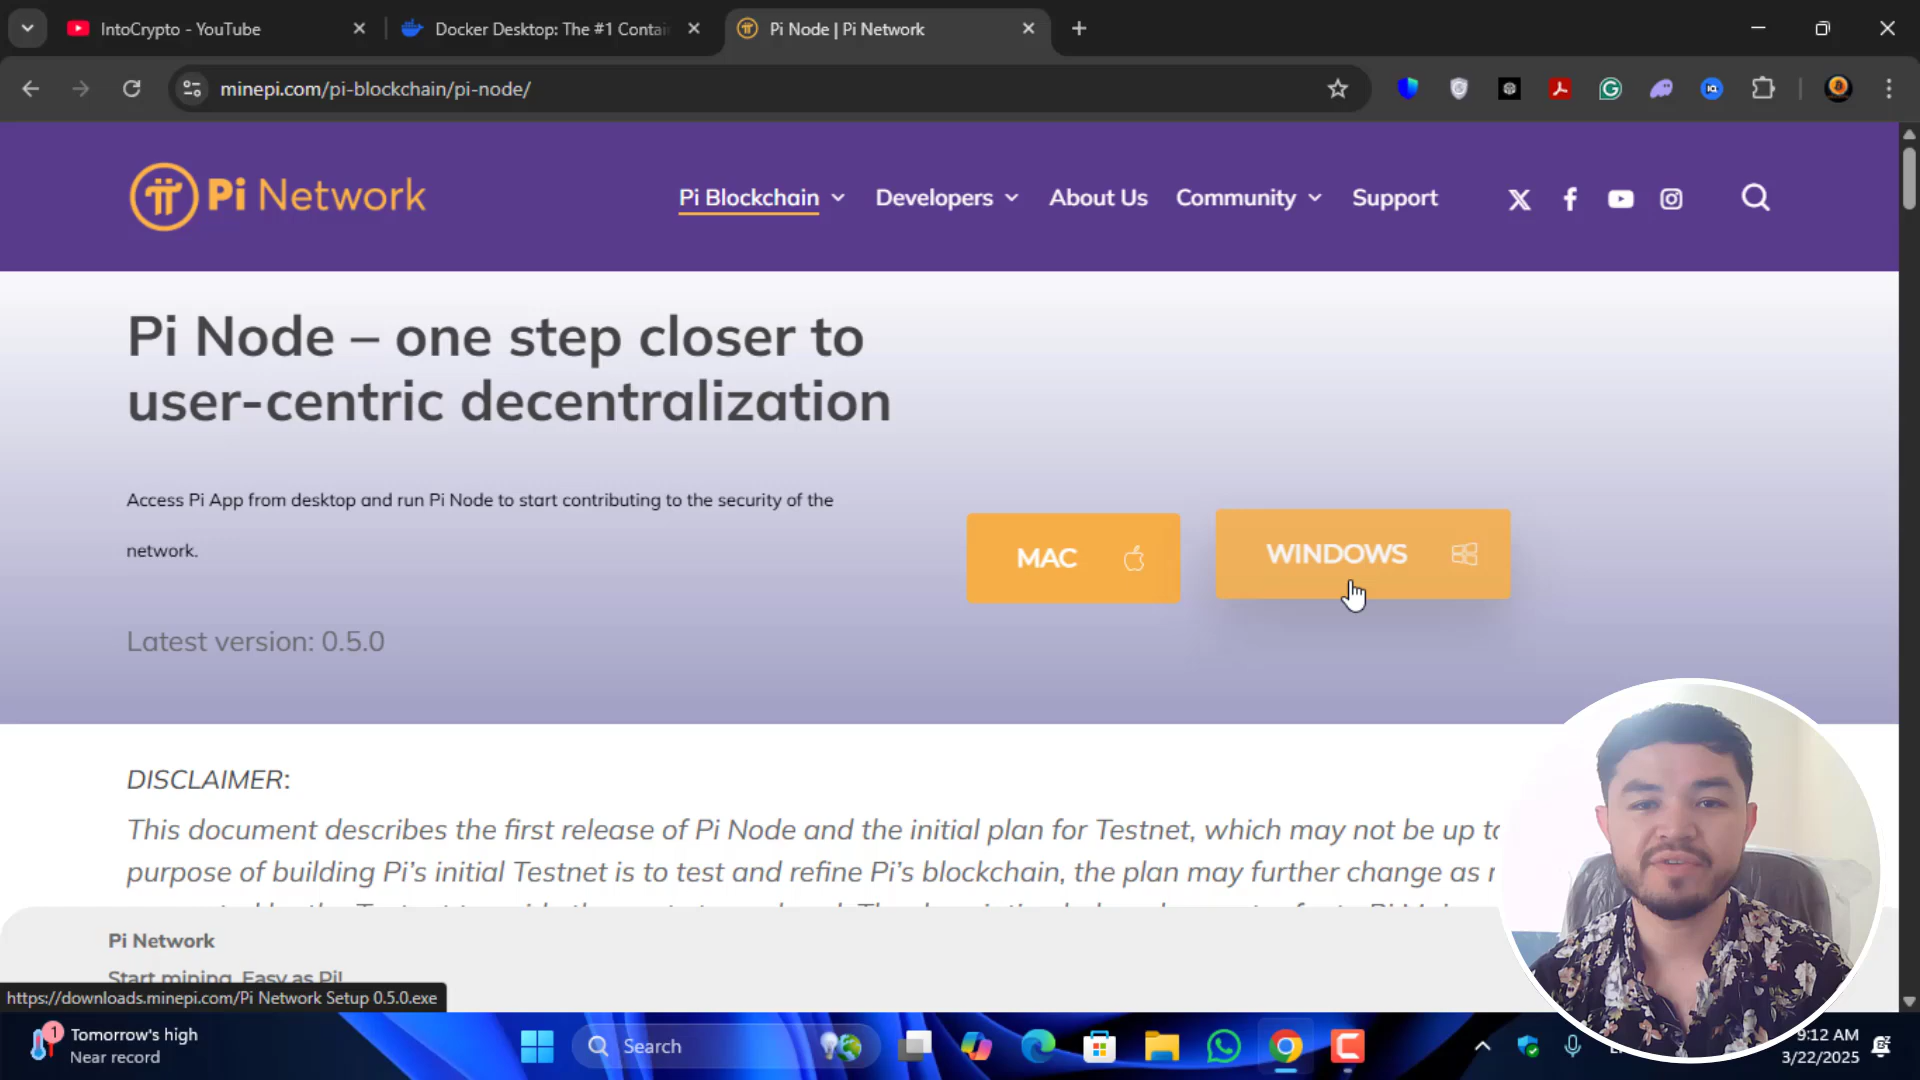 IntoCrypto - YouTube
Docker Desktop: The #1 Contai
Pi Node | Pi Network
minepi.com/pi-blockchain/pi-node/
Pi Network
Pi Blockchain
Developers
About Us
Community
Support
Pi Node – one step closer to
user-centric decentralization
Access Pi App from desktop and run Pi Node to start contributing to the security of the
network.
MAC
WINDOWS
Latest version: 0.5.0
DISCLAIMER:
This document describes the first release of Pi Node and the initial plan for Testnet, which may not be up to
purpose of building Pi's initial Testnet is to test and refine Pi's blockchain, the plan may further change as
Pi Network
Start mining. Easy as Pi!
https://downloads.minepi.com/Pi Network Setup 0.5.0.exe
1
Tomorrow's high
Near record
Search
9:12 AM
3/22/2025